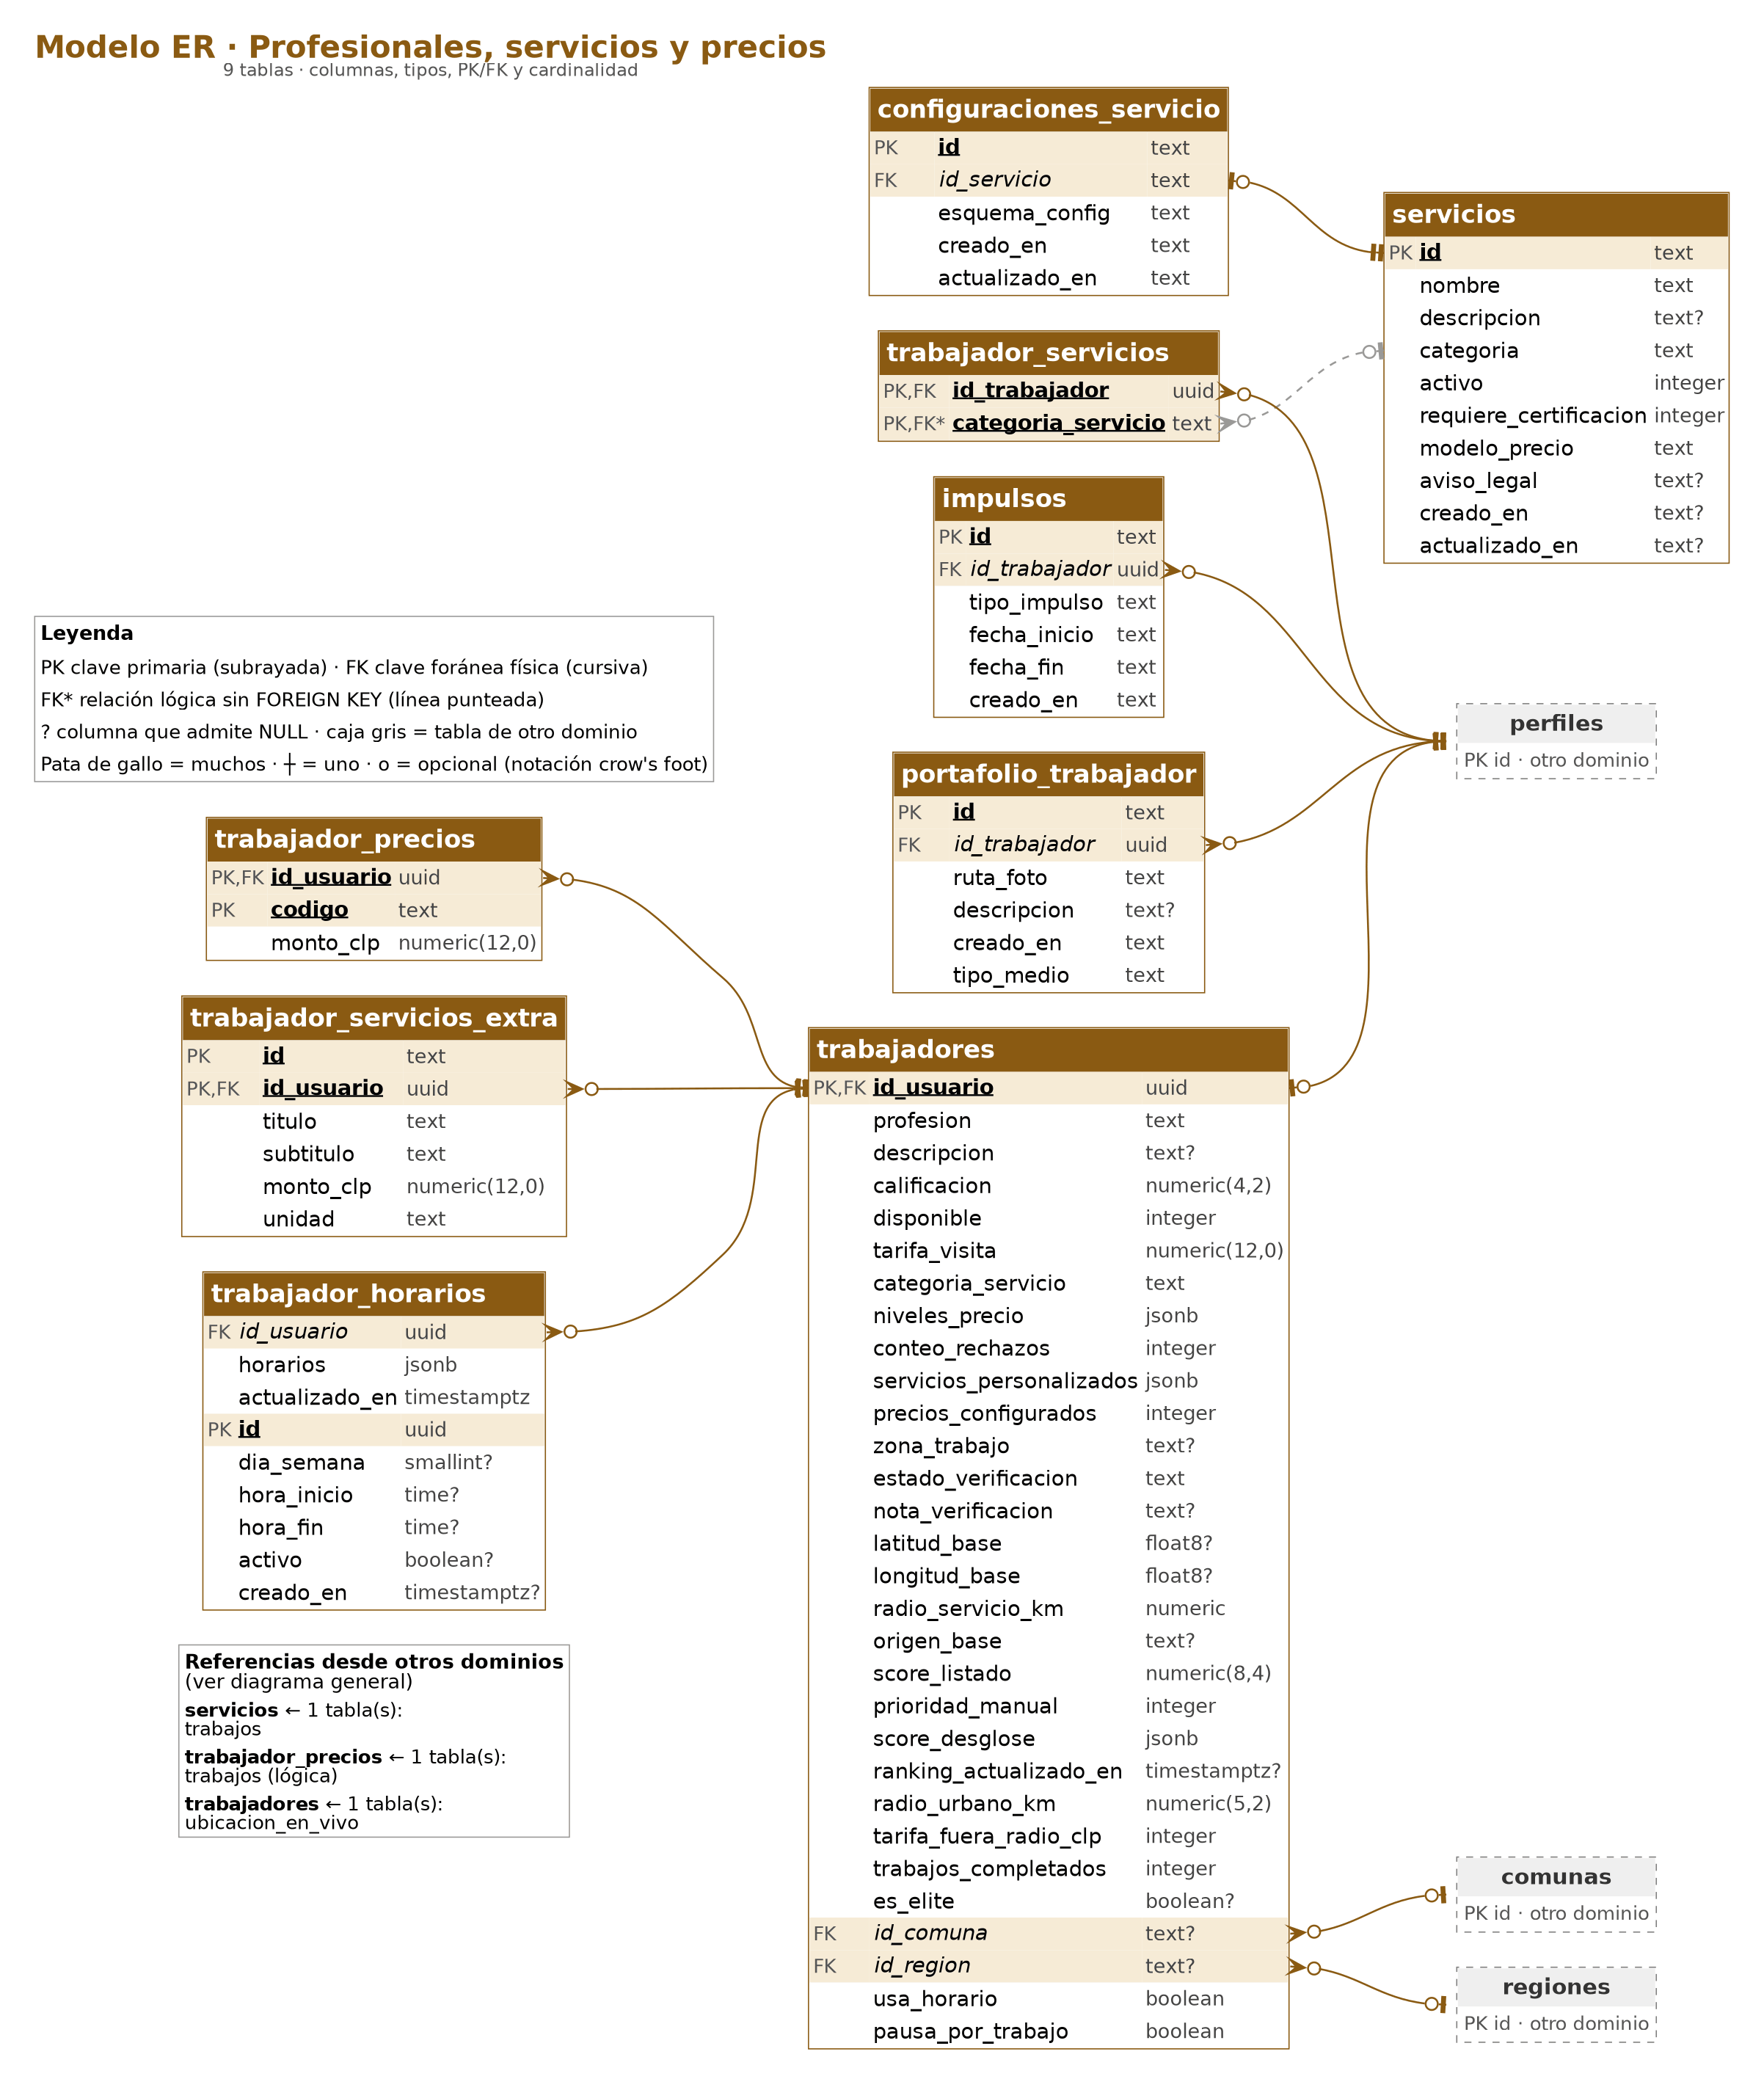 Modelo ER · Profesionales, servicios y precios
9 tablas · columnas, tipos, PK/FK y cardinalidad
configuraciones_servicio
PK id text
FK id_servicio text
esquema_config text
creado_en text
actualizado_en text
servicios
PK id text
nombre text
descripcion text?
categoria text
activo integer
requiere_certificacion integer
modelo_precio text
aviso_legal text?
creado_en text?
actualizado_en text?
trabajador_servicios
PK,FK id_trabajador uuid
PK,FK* categoria_servicio text
impulsos
PK id text
FK id_trabajador uuid
tipo_impulso text
fecha_inicio text
fecha_fin text
creado_en text
Leyenda
PK clave primaria (subrayada) · FK clave foránea física (cursiva)
FK* relación lógica sin FOREIGN KEY (línea punteada)
? columna que admite NULL · caja gris = tabla de otro dominio
Pata de gallo = muchos · ┼ = uno · o = opcional (notación crow's foot)
perfiles
PK id · otro dominio
portafolio_trabajador
PK id text
FK id_trabajador uuid
ruta_foto text
descripcion text?
creado_en text
tipo_medio text
trabajador_precios
PK,FK id_usuario uuid
PK codigo text
monto_clp numeric(12,0)
trabajador_servicios_extra
PK id text
PK,FK id_usuario uuid
titulo text
subtitulo text
monto_clp numeric(12,0)
unidad text
trabajador_horarios
FK id_usuario uuid
horarios jsonb
actualizado_en timestamptz
PK id uuid
dia_semana smallint?
hora_inicio time?
hora_fin time?
activo boolean?
creado_en timestamptz?
trabajadores
PK,FK id_usuario uuid
profesion text
descripcion text?
calificacion numeric(4,2)
disponible integer
tarifa_visita numeric(12,0)
categoria_servicio text
niveles_precio jsonb
conteo_rechazos integer
servicios_personalizados jsonb
precios_configurados integer
zona_trabajo text?
estado_verificacion text
nota_verificacion text?
latitud_base float8?
longitud_base float8?
radio_servicio_km numeric
origen_base text?
score_listado numeric(8,4)
prioridad_manual integer
score_desglose jsonb
ranking_actualizado_en timestamptz?
radio_urbano_km numeric(5,2)
tarifa_fuera_radio_clp integer
trabajos_completados integer
es_elite boolean?
FK id_comuna text?
FK id_region text?
usa_horario boolean
pausa_por_trabajo boolean
Referencias desde otros dominios
(ver diagrama general)
servicios ← 1 tabla(s):
trabajos
trabajador_precios ← 1 tabla(s):
trabajos (lógica)
trabajadores ← 1 tabla(s):
ubicacion_en_vivo
comunas
PK id · otro dominio
regiones
PK id · otro dominio